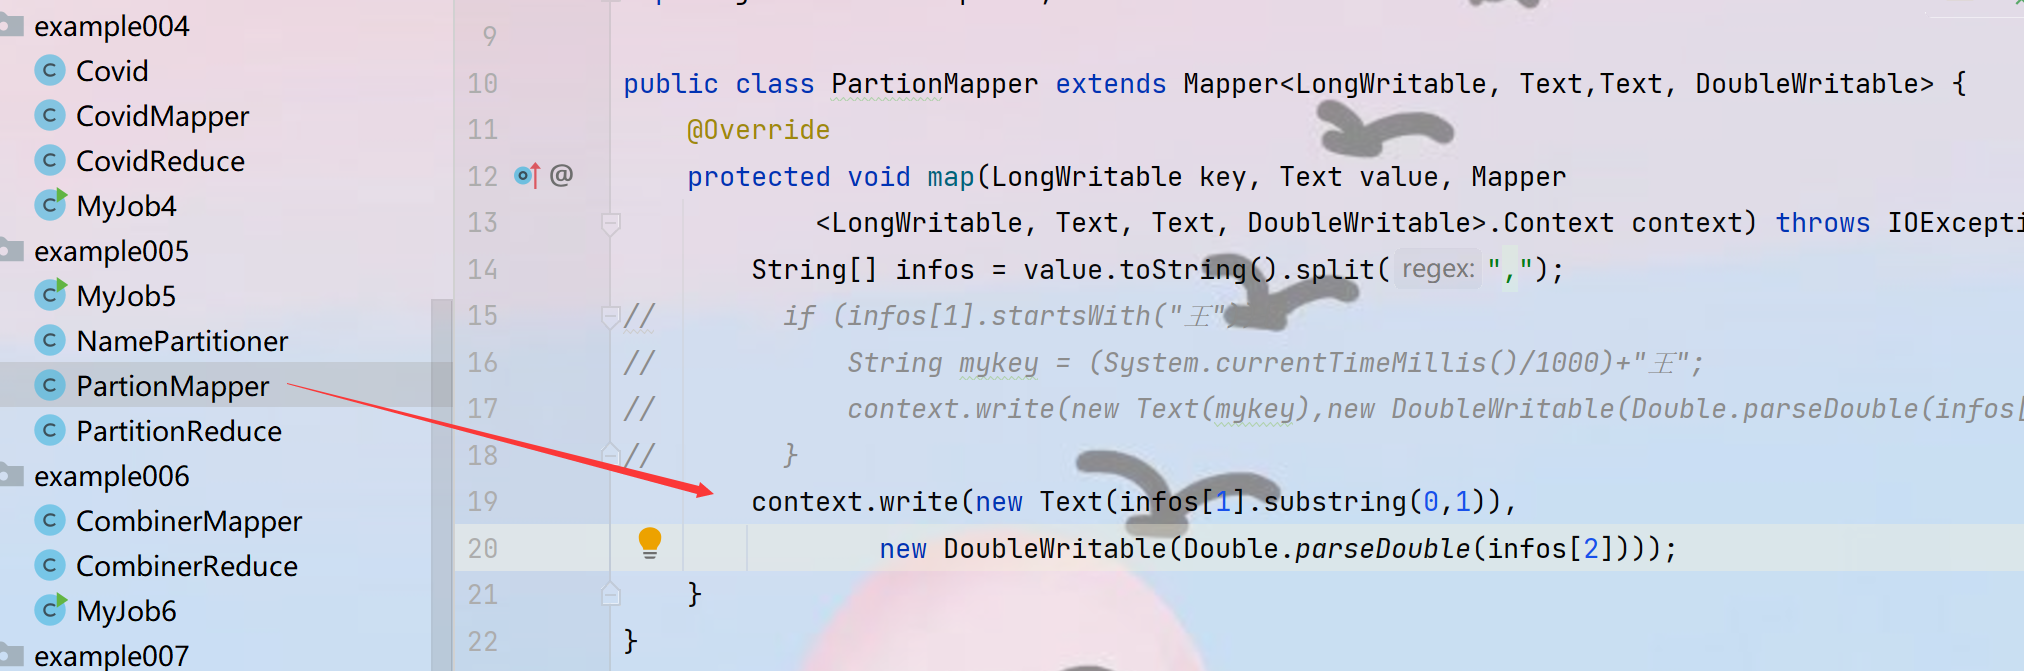 example004
Covid
CovidMapper
CovidReduce
MyJob4
example005
MyJob5
NamePartitioner
PartionMapper
PartitionReduce
example006
CombinerMapper
CombinerReduce
MyJob6
example007
9
10 public class PartionMapper extends Mapper<LongWritable, Text,Text, DoubleWritable> {
11 @Override
12 @ protected void map(LongWritable key, Text value, Mapper
13 <LongWritable, Text, Text, DoubleWritable>.Context context) throws IOExcepti
14 String[] infos = value.toString().split( regex: ",");
15 // if (infos[1].startsWith("王"
16 // String mykey = (System.currentTimeMillis()/1000)+"王";
17 // context.write(new Text(mykey),new DoubleWritable(Double.parseDouble(infos[
18 // }
19 context.write(new Text(infos[1].substring(0,1)),
20 new DoubleWritable(Double.parseDouble(infos[2])));
21 }
22 }